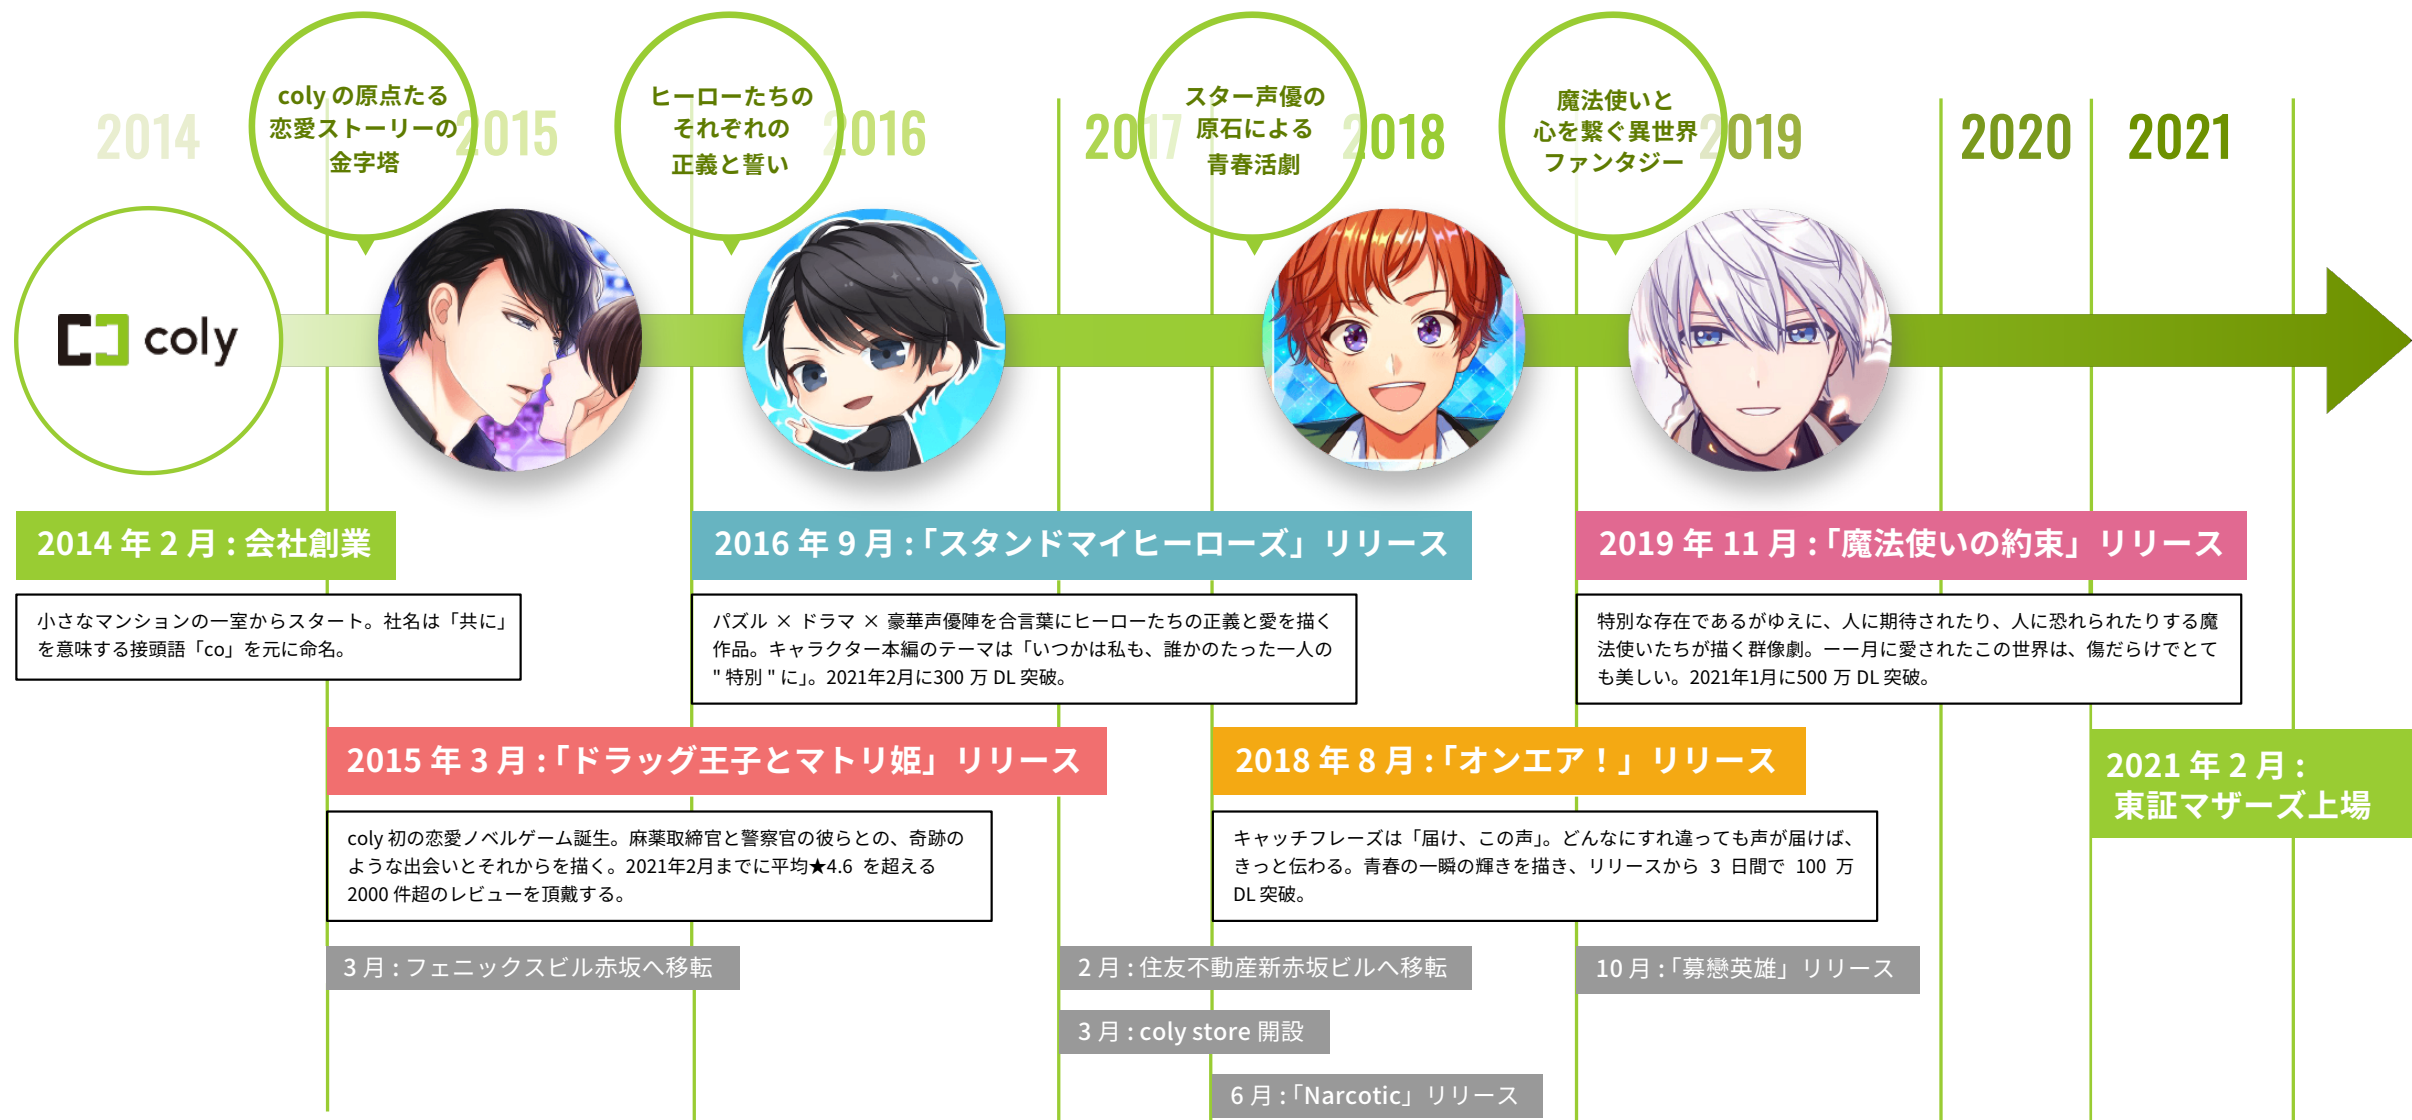 coly の原点たる
恋愛ストーリーの
金字塔
ヒーローたちの
それぞれの
正義と誓い
スター声優の
原石による
青春活劇
魔法使いと
心を繋ぐ異世界
ファンタジー
2014
2015
2016
2017
2018
2019
2020
2021
coly
2014 年 2 月 : 会社創業
小さなマンションの一室からスタート。社名は「共に」
を意味する接頭語「co」を元に命名。
2016 年 9 月 :「スタンドマイヒーローズ」リリース
パズル × ドラマ × 豪華声優陣を合言葉にヒーローたちの正義と愛を描く
作品。キャラクター本編のテーマは「いつかは私も、誰かのたった一人の
" 特別 " に」。2021年2月に300 万 DL 突破。
2019 年 11 月 :「魔法使いの約束」リリース
特別な存在であるがゆえに、人に期待されたり、人に恐れられたりする魔
法使いたちが描く群像劇。ーー月に愛されたこの世界は、傷だらけでとて
も美しい。2021年1月に500 万 DL 突破。
2015 年 3 月 :「ドラッグ王子とマトリ姫」リリース
coly 初の恋愛ノベルゲーム誕生。麻薬取締官と警察官の彼らとの、奇跡の
ような出会いとそれからを描く。2021年2月までに平均★4.6 を超える
2000 件超のレビューを頂戴する。
2018 年 8 月 :「オンエア！」リリース
キャッチフレーズは「届け、この声」。どんなにすれ違っても声が届けば、
きっと伝わる。青春の一瞬の輝きを描き、リリースから 3 日間で 100 万
DL 突破。
2021 年 2 月 :
東証マザーズ上場
3 月 : フェニックスビル赤坂へ移転
2 月 : 住友不動産新赤坂ビルへ移転
3 月 : coly store 開設
6 月 :「Narcotic」リリース
10 月 :「募戀英雄」リリース